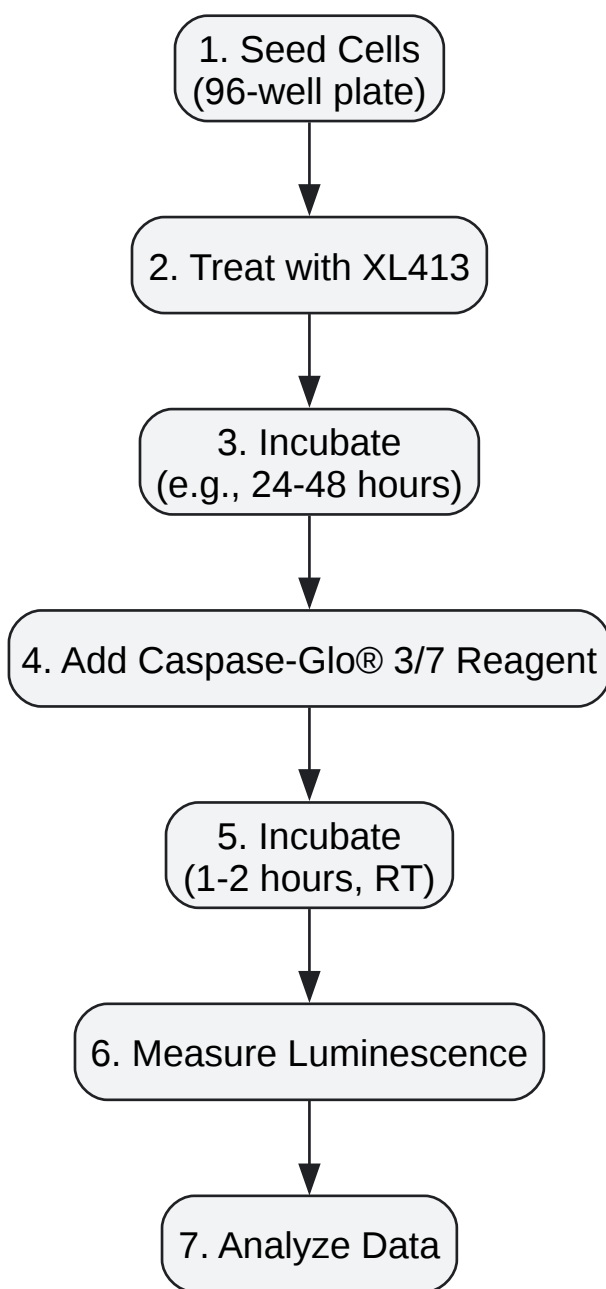 1. Seed Cells
(96-well plate)
2. Treat with XL413
3. Incubate
(e.g., 24-48 hours)
4. Add Caspase-Glo® 3/7 Reagent
5. Incubate
(1-2 hours, RT)
6. Measure Luminescence
7. Analyze Data